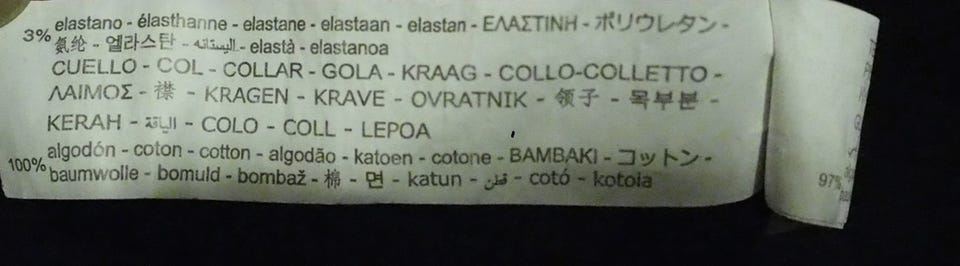 elastano - élasthanne - elastane - elastaan - elastan - ΕΛΑΣΤΙΝΗ - ポリウレタン -
3% 氨纶 - 엘라스탄 - اليستانه - elastà - elastanoa
CUELLO - COL - COLLAR - GOLA - KRAAG - COLLO-COLLETTO -
ΛΑΙΜΟΣ - 襟 - KRAGEN - KRAVE - OVRATNIK - 领子 - 목부분 -
KERAH - الياقة - COLO - COLL - LEPOA
algodón - coton - cotton - algodão - katoen - cotone - BAMBAKI - コットン -
100% baumwolle - bomuld - bombaž - 棉 - 면 - katun - قطن - cotó - kotoia
97%